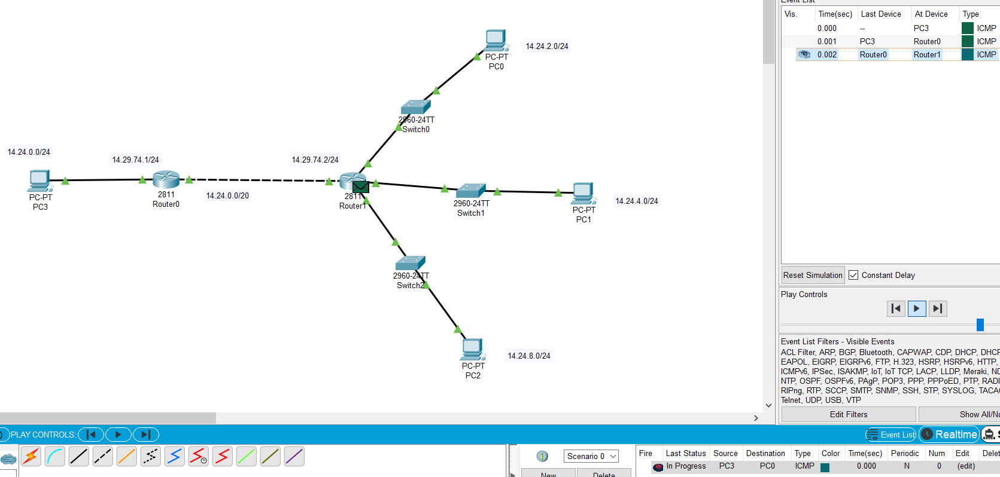 Event List
Vis. Time(sec) Last Device At Device Type
0.000 -- PC3 ICMP
0.001 PC3 Router0 ICMP
0.002 Router0 Router1 ICMP
14.24.2.0/24
PC-PT
PC0
2960-24TT
Switch0
14.24.0.0/24
14.29.74.1/24
14.29.74.2/24
PC-PT
PC3
2811
Router0
14.24.0.0/20
2811
Router1
2960-24TT
Switch1
PC-PT
PC1
14.24.4.0/24
2960-24TT
Switch2
PC-PT
PC2
14.24.8.0/24
Reset Simulation Constant Delay
Play Controls
Event List Filters - Visible Events
ACL Filter, ARP, BGP, Bluetooth, CAPWAP, CDP, DHCP, DHCP
EAPOL, EIGRP, EIGRPv6, FTP, H.323, HSRP, HSRPv6, HTTP,
ICMPv6, IPSec, ISAKMP, IoT, IoT TCP, LACP, LLDP, Meraki, ND
NTP, OSPF, OSPFv6, PAgP, POP3, PPP, PPPoED, PTP, RADI
RIPng, RTP, SCCP, SMTP, SNMP, SSH, STP, SYSLOG, TACAC
Telnet, UDP, USB, VTP
Edit Filters Show All/No
PLAY CONTROLS: Event List Realtime S
Scenario 0
New Delete
Fire Last Status Source Destination Type Color Time(sec) Periodic Num Edit Delet
In Progress PC3 PC0 ICMP 0.000 N 0 (edit)